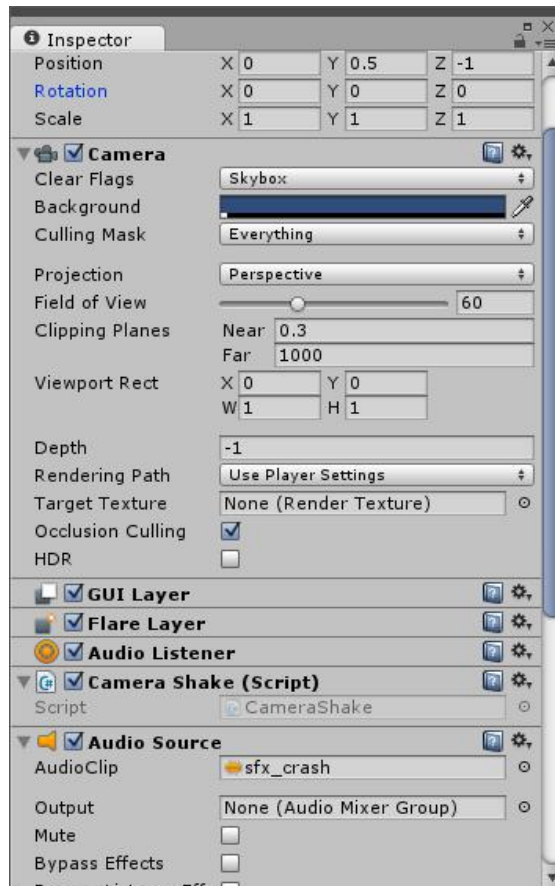 Inspector
Position X 0 Y 0.5 Z -1
Rotation X 0 Y 0 Z 0
Scale X 1 Y 1 Z 1
Camera
Clear Flags Skybox
Background
Culling Mask Everything
Projection Perspective
Field of View 60
Clipping Planes Near 0.3
Far 1000
Viewport Rect X 0 Y 0
W 1 H 1
Depth -1
Rendering Path Use Player Settings
Target Texture None (Render Texture)
Occlusion Culling
HDR
GUI Layer
Flare Layer
Audio Listener
Camera Shake (Script)
Script CameraShake
Audio Source
AudioClip sfx_crash
Output None (Audio Mixer Group)
Mute
Bypass Effects